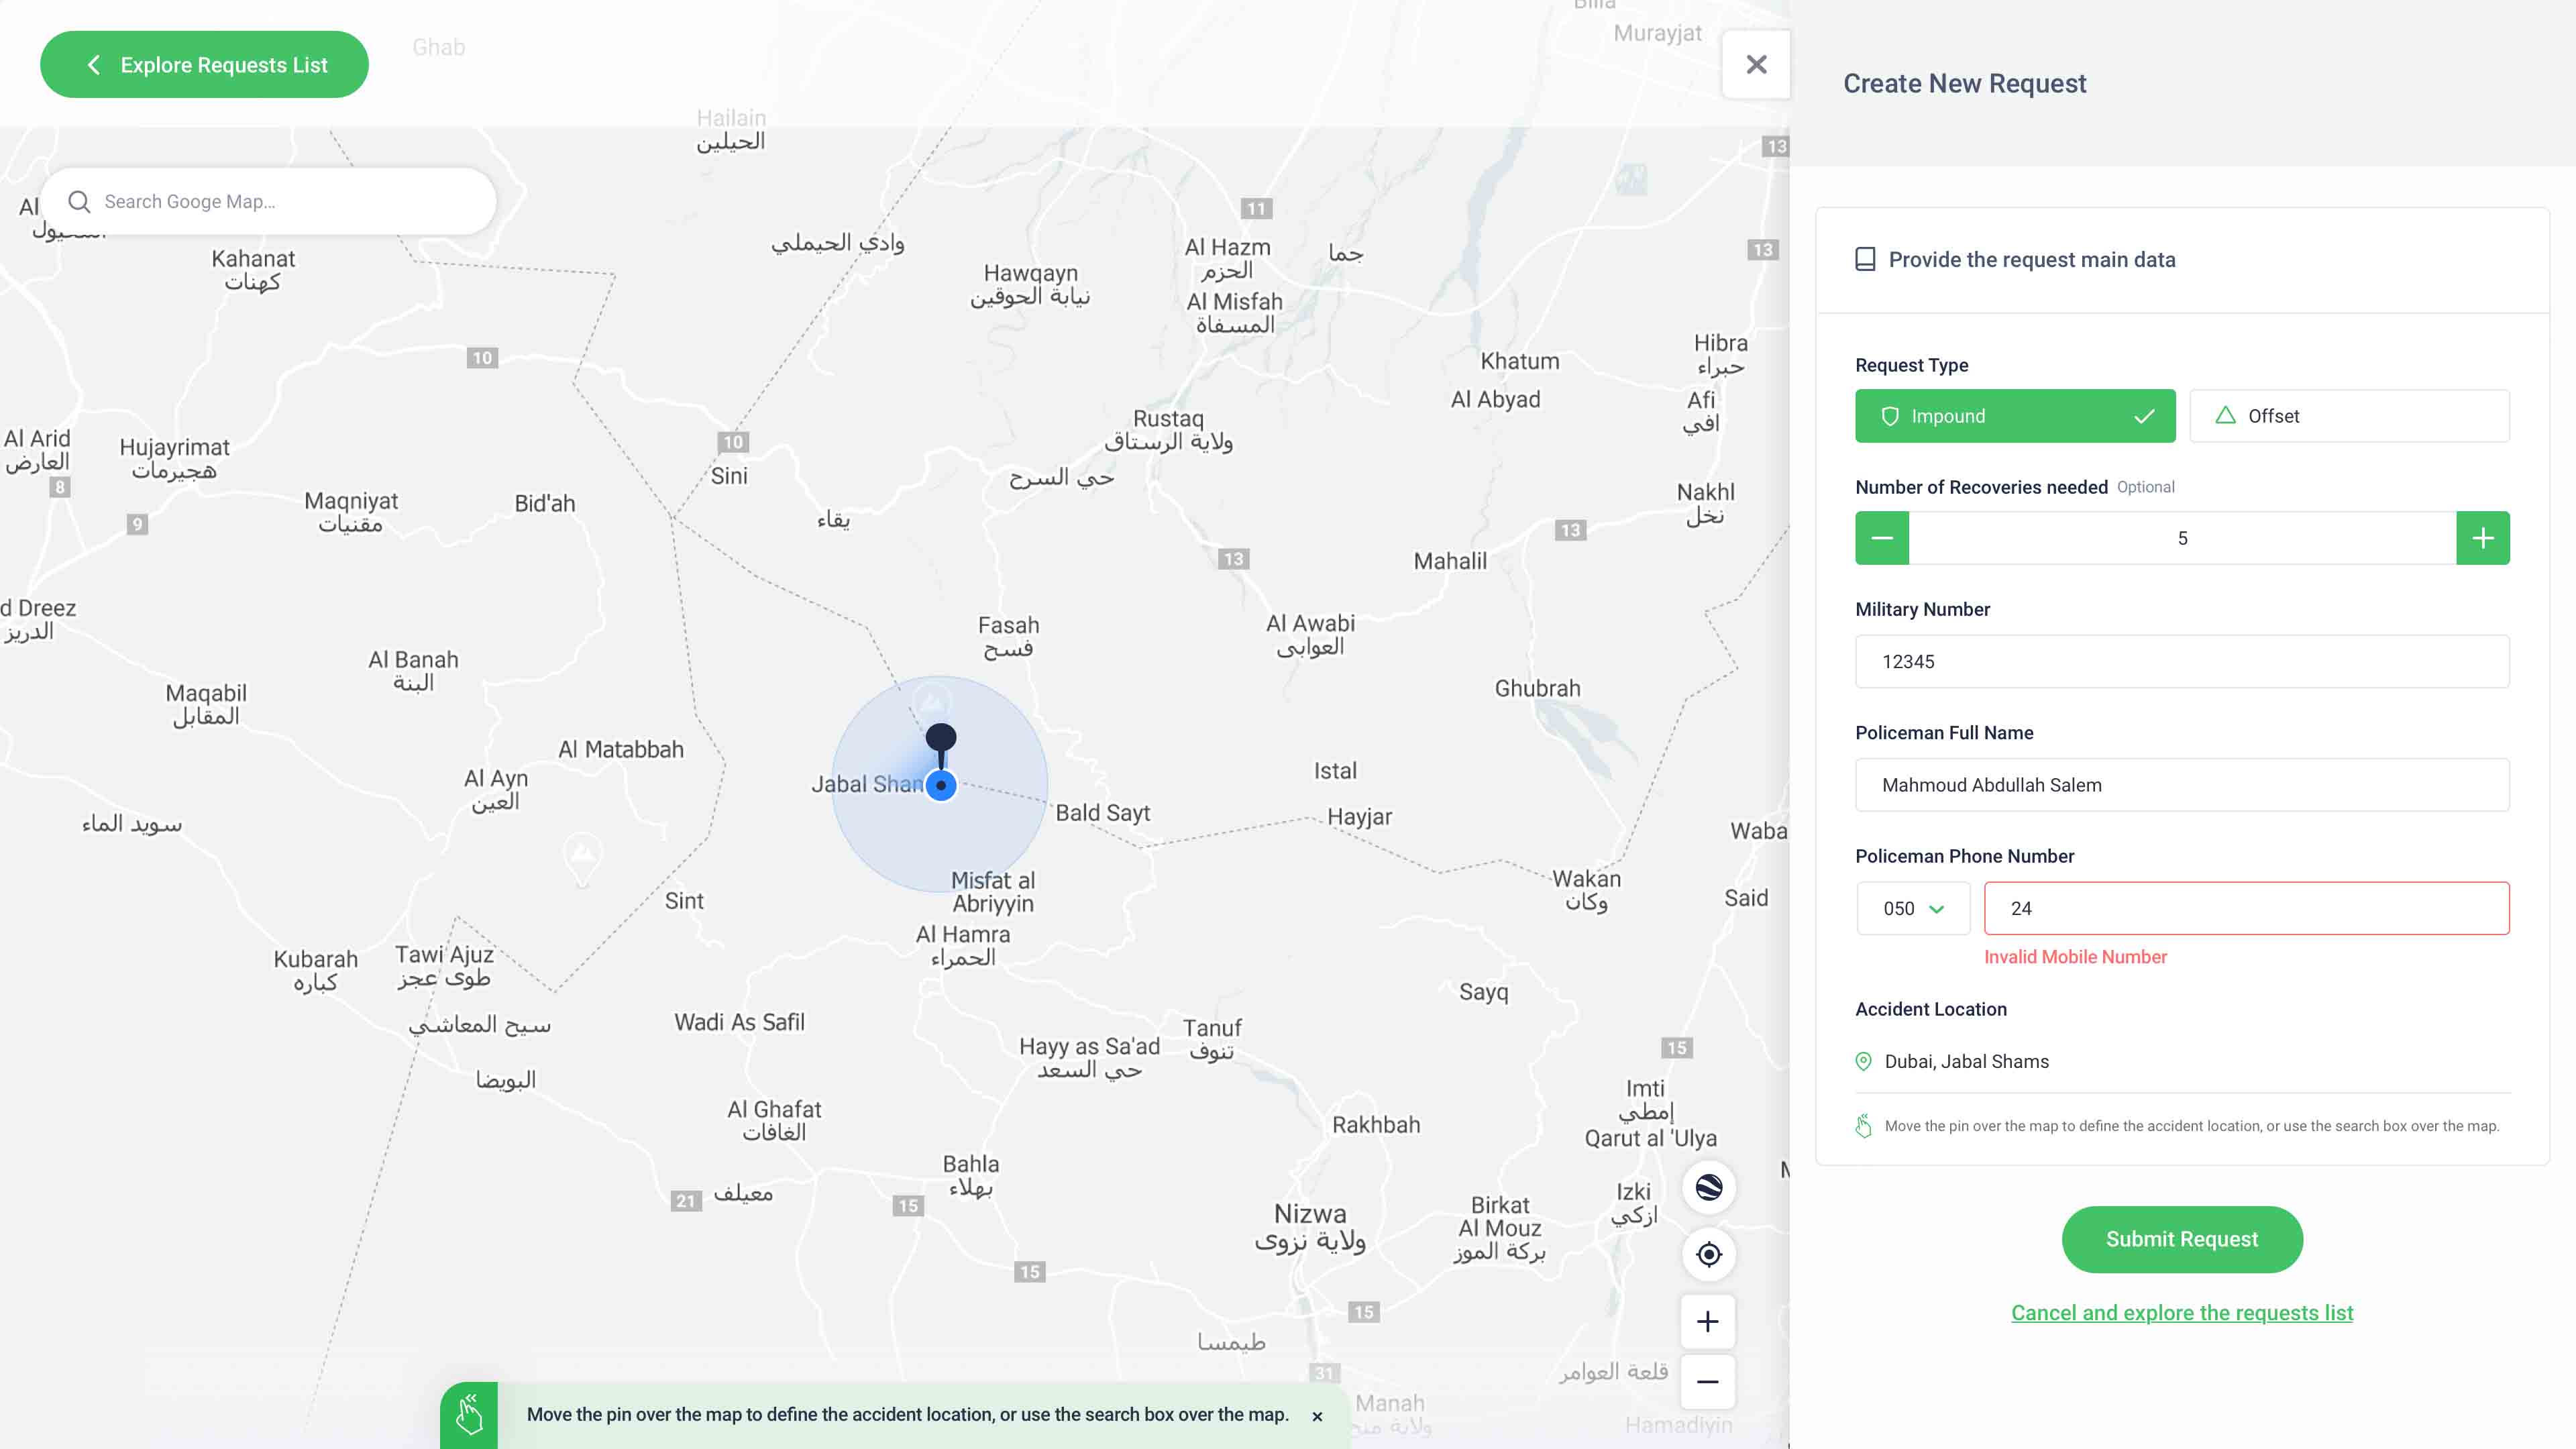 Explore Requests List
Ghab
Murayjat
Create New Request
Hailain
الحيلين
13
Search Googe Map...
Al
11
Provide the request main data
وادي الحيملي
Al Hazm
الحزم
جما
13
Kahanat
كهنات
Hawqayn
نيابة الحوقين
Al Misfah
المسفاة
Hibra
حبراء
10
Khatum
Request Type
Al Abyad
Afi
افي
Impound
Offset
Rustaq
ولاية الرستاق
Al Arid
العارض
Hujayrimat
هجيرمات
10
Sini
حي السرح
8
Number of Recoveries needed Optional
Maqniyat
مقنيات
Bid'ah
Nakhl
نخل
9
يقاء
13
5
13
Mahalil
d Dreez
الدريز
Fasah
فسح
Al Awabi
العوابى
Military Number
12345
Al Banah
البنة
Maqabil
المقابل
Ghubrah
Policeman Full Name
Al Matabbah
Mahmoud Abdullah Salem
Al Ayn
العين
Jabal Shan
Istal
Bald Sayt
Hayjar
سويد الماء
Waba
Policeman Phone Number
Misfat al
Abriyyin
Wakan
وكان
Sint
Said
050
24
Al Hamra
الحمراء
Invalid Mobile Number
Kubarah
كباره
Tawi Ajuz
طوى عجز
Sayq
Accident Location
سيح المعاشي
Wadi As Safil
Tanuf
تنوف
Hayy as Sa'ad
حي السعد
15
Dubai, Jabal Shams
البويضا
Imti
إمطي
Al Ghafat
الغافات
Rakhbah
Qarut al 'Ulya
Move the pin over the map to define the accident location, or use the search box over the map.
Bahla
بهلاء
21
معيلف
15
Nizwa
ولاية نزوى
Birkat
Al Mouz
بركة الموز
Izki
ازكي
Submit Request
15
15
Cancel and explore the requests list
طيمسا
31
قلعة العوامر
Manah
Move the pin over the map to define the accident location, or use the search box over the map.
Hamadiyin